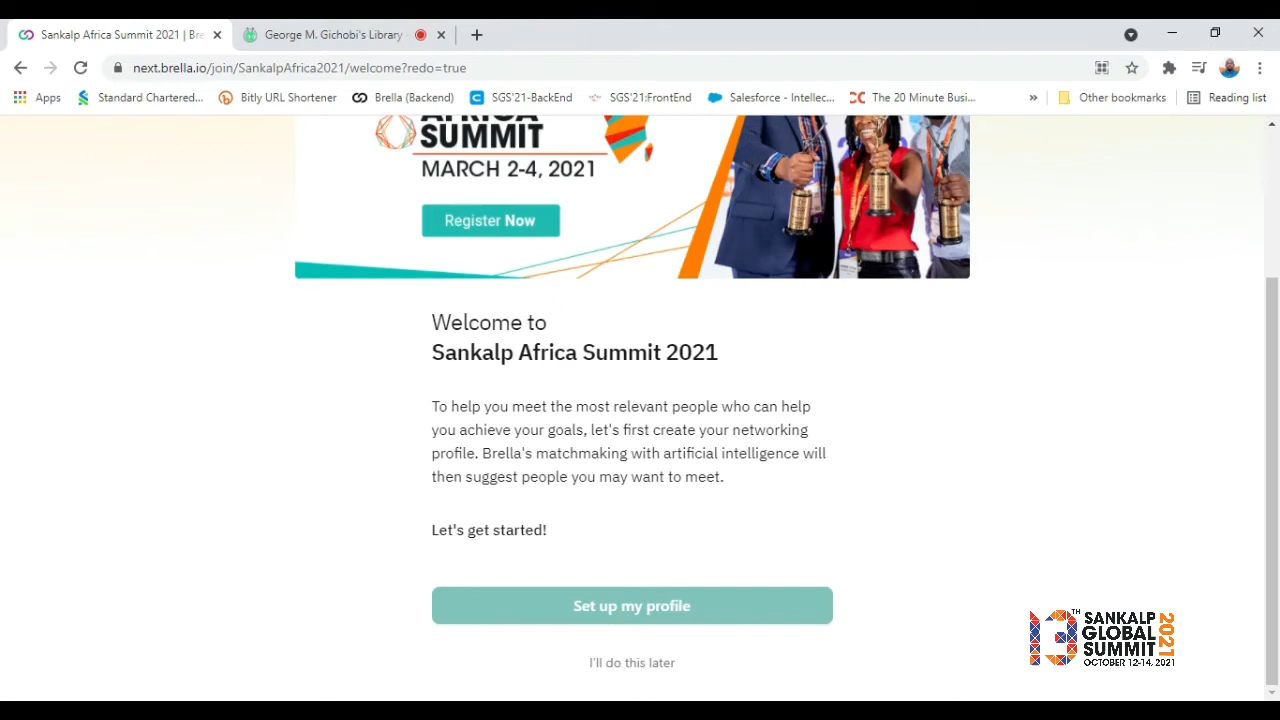 Sankalp Africa Summit 2021 | Bre
George M. Gichobi's Library
next.brella.io/join/SankalpAfrica2021/welcome?redo=true
Apps
Standard Chartered...
Bitly URL Shortener
Brella (Backend)
SGS'21-BackEnd
SGS'21:FrontEnd
Salesforce - Intellec...
The 20 Minute Busi...
»
Other bookmarks
Reading list
AFRICA
SUMMIT
MARCH 2-4, 2021
Register Now
Welcome to
Sankalp Africa Summit 2021
To help you meet the most relevant people who can help
you achieve your goals, let's first create your networking
profile. Brella's matchmaking with artificial intelligence will
then suggest people you may want to meet.
Let's get started!
Set up my profile
I'll do this later
13TH
SANKALP
GLOBAL
SUMMIT
2021
OCTOBER 12-14, 2021